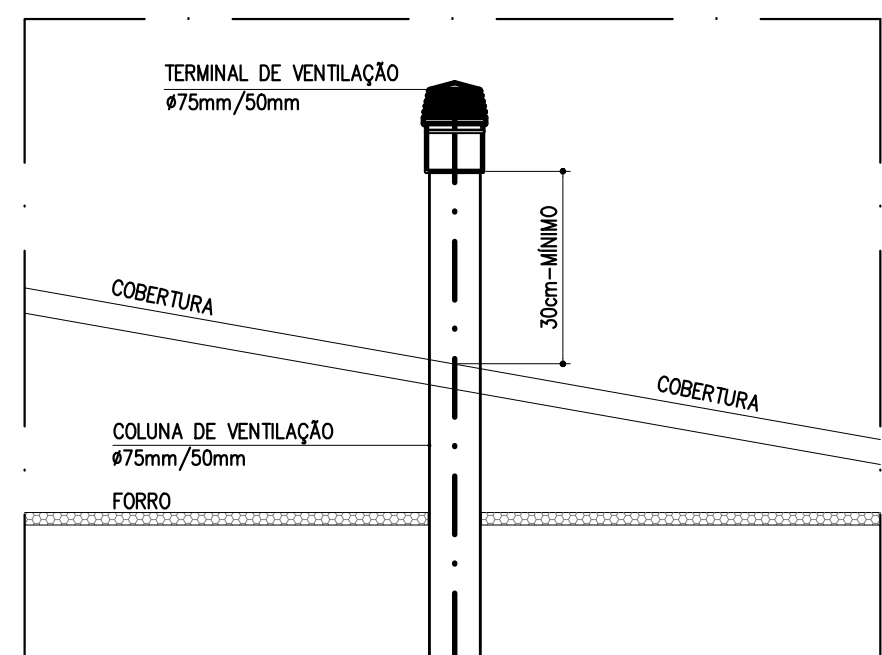 TERMINAL DE VENTILAÇÃO
ø75mm/50mm
30cm-MÍNIMO
COBERTURA
COBERTURA
COLUNA DE VENTILAÇÃO
ø75mm/50mm
FORRO